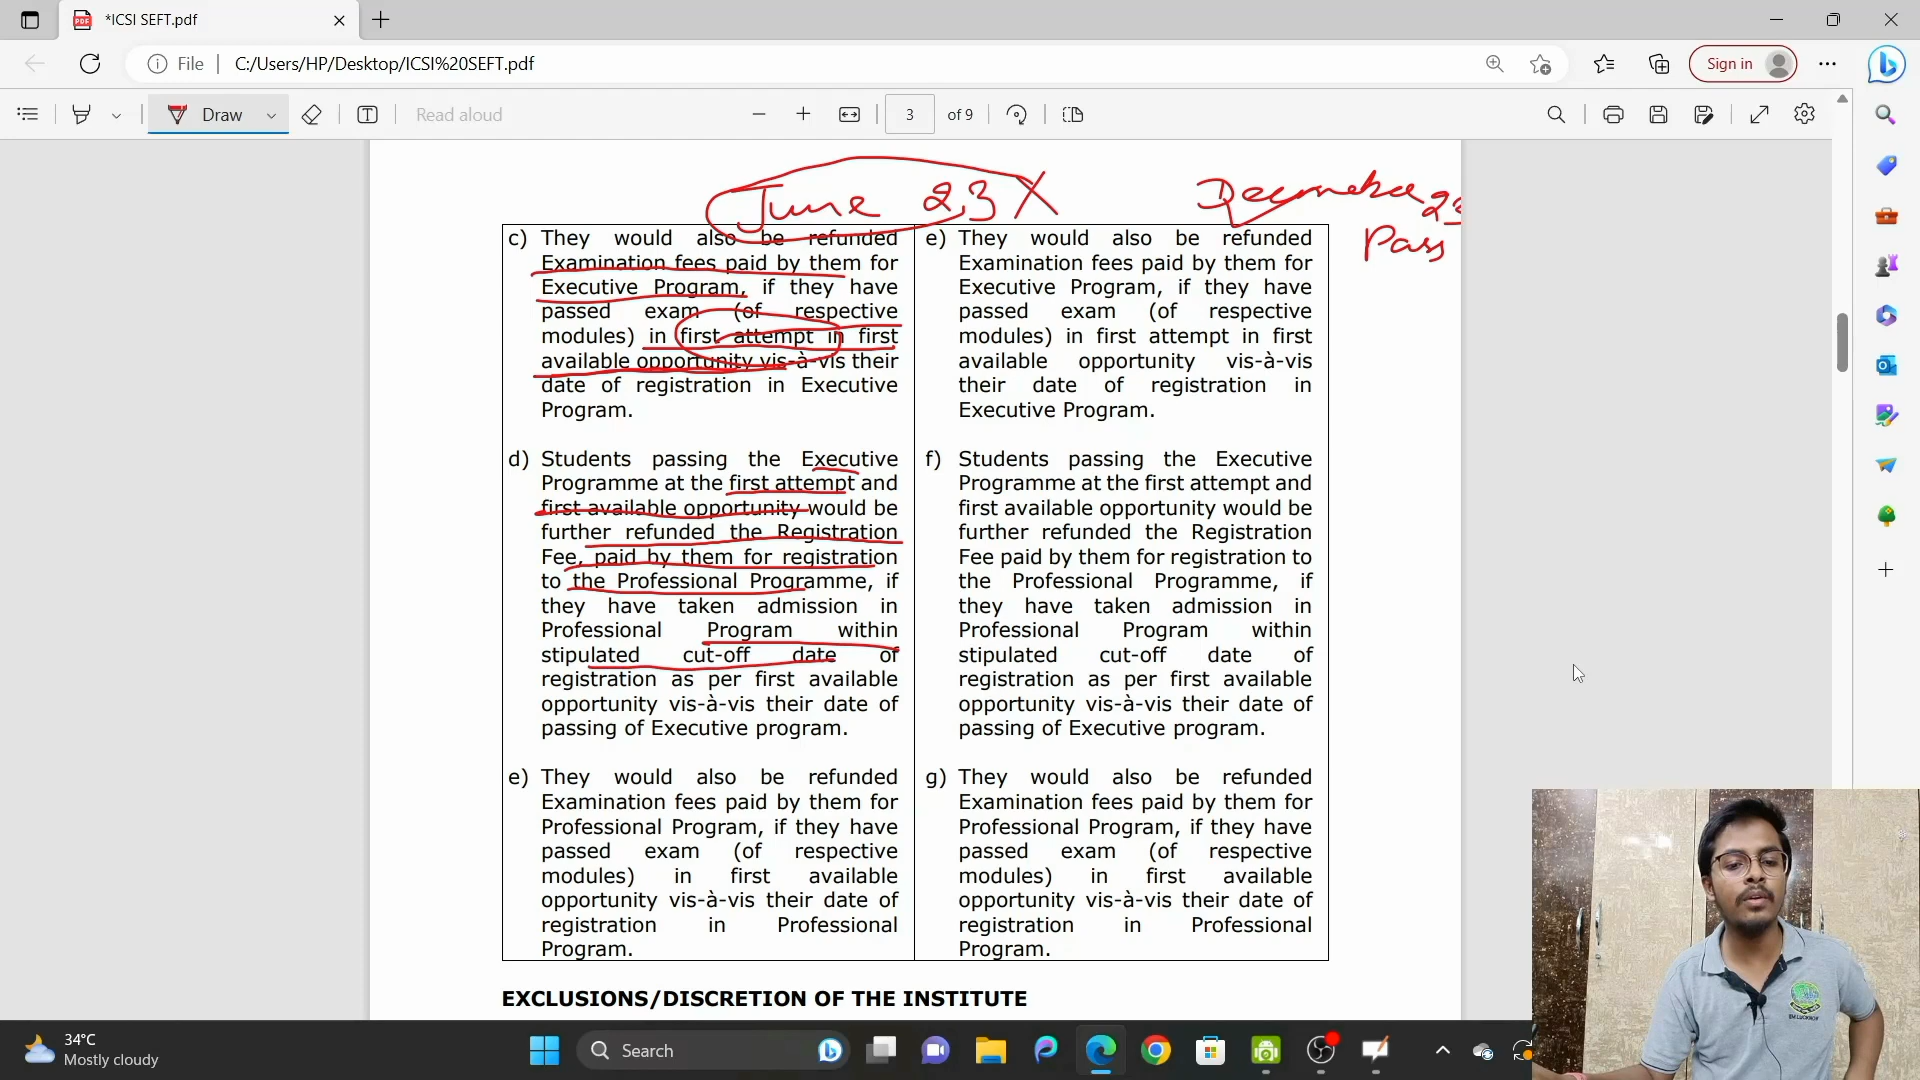 *ICSI SEFT.pdf
File
C:/Users/HP/Desktop/ICSI%20SEFT.pdf
Sign in
Draw
Read aloud
3
of 9
June 23 X
December 23
Pass
c) They would also be refunded
Examination fees paid by them for
Executive Program, if they have
passed exam (of respective
modules) in first attempt in first
available opportunity vis-à-vis their
date of registration in Executive
Program.
d) Students passing the Executive
Programme at the first attempt and
first available opportunity would be
further refunded the Registration
Fee, paid by them for registration
to the Professional Programme, if
they have taken admission in
Professional Program within
stipulated cut-off date of
registration as per first available
opportunity vis-à-vis their date of
passing of Executive program.
e) They would also be refunded
Examination fees paid by them for
Professional Program, if they have
passed exam (of respective
modules) in first available
opportunity vis-à-vis their date of
registration in Professional
Program.
e) They would also be refunded
Examination fees paid by them for
Executive Program, if they have
passed exam (of respective
modules) in first attempt in first
available opportunity vis-à-vis
their date of registration in
Executive Program.
f) Students passing the Executive
Programme at the first attempt and
first available opportunity would be
further refunded the Registration
Fee paid by them for registration to
the Professional Programme, if
they have taken admission in
Professional Program within
stipulated cut-off date of
registration as per first available
opportunity vis-à-vis their date of
passing of Executive program.
g) They would also be refunded
Examination fees paid by them for
Professional Program, if they have
passed exam (of respective
modules) in first available
opportunity vis-à-vis their date of
registration in Professional
Program.
EXCLUSIONS/DISCRETION OF THE INSTITUTE
34°C
Mostly cloudy
Search